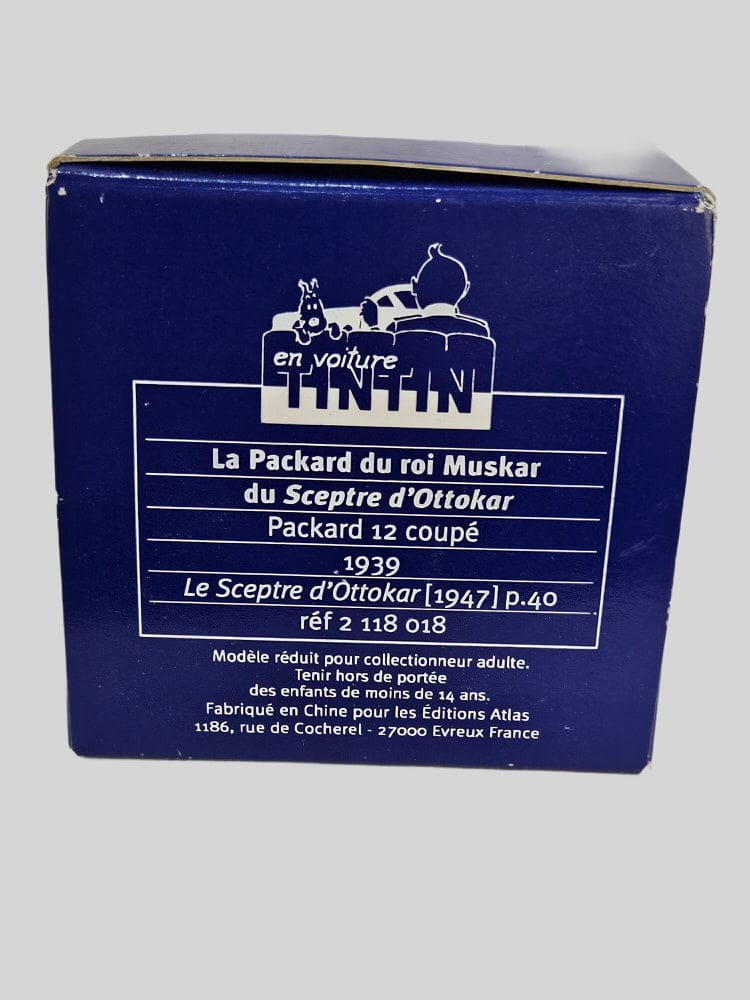 en voiture
TINTIN
La Packard du roi Muskar
du Sceptre d'Ottokar
Packard 12 coupé
1939
Le Sceptre d'Ottokar [1947] p.40
réf 2 118 018
Modèle réduit pour collectionneur adulte.
Tenir hors de portée
des enfants de moins de 14 ans.
Fabriqué en Chine pour les Éditions Atlas
1186, rue de Cocherel - 27000 Evreux France